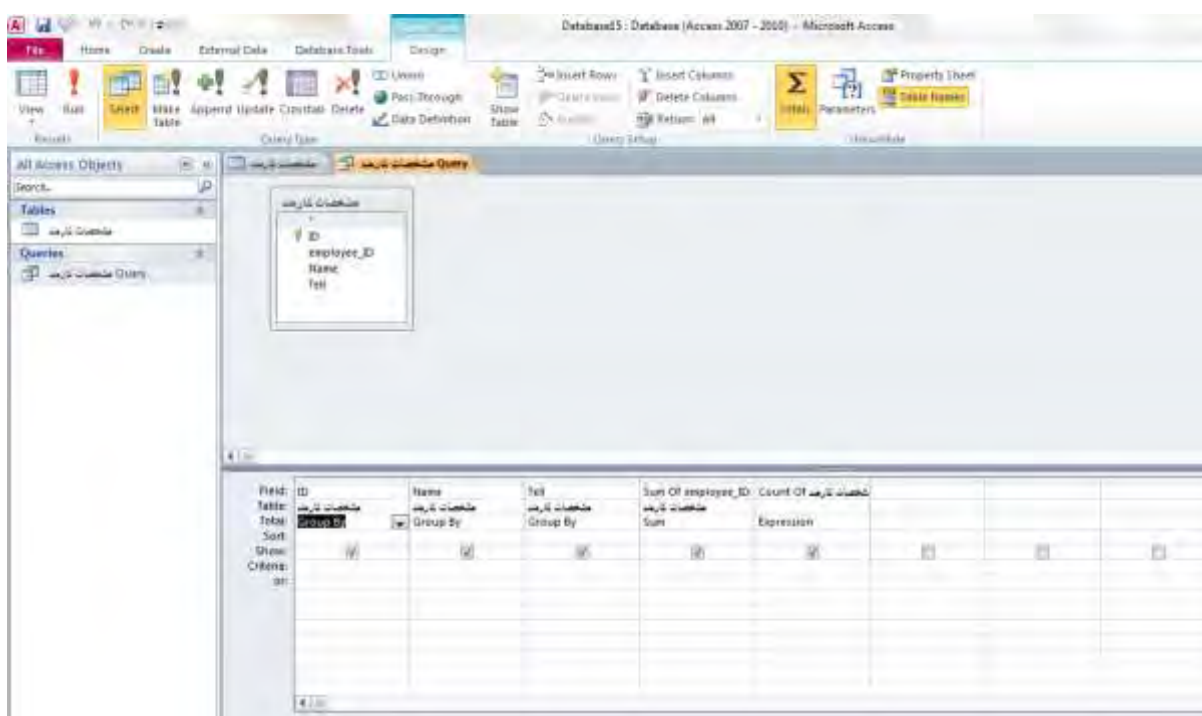 Database5 : Database (Access 2007 - 2010) - Microsoft Access
File Home Create External Data Database Tools Design
View Run Select Make Table Append Update Crosstab Delete
Union
Pass-Through
Data Definition
Show Table
Insert Rows
Delete Rows
Builder
Insert Columns
Delete Columns
Return: All
Totals Parameters
Property Sheet
Table Names
Results Query Type Query Setup Show/Hide
All Access Objects
Search..
Tables
مشخصات کارمند
Queries
مشخصات کارمند Query
مشخصات کارمند
مشخصات کارمند Query
مشخصات کارمند
*
ID
employee_ID
Name
Tell
Field: ID Name Tell Sum Of employee_ID: Count Of مشخصات کارمند
Table: مشخصات کارمند مشخصات کارمند مشخصات کارمند مشخصات کارمند
Total: Group By Group By Group By Sum Expression
Sort:
Show:
Criteria:
or: